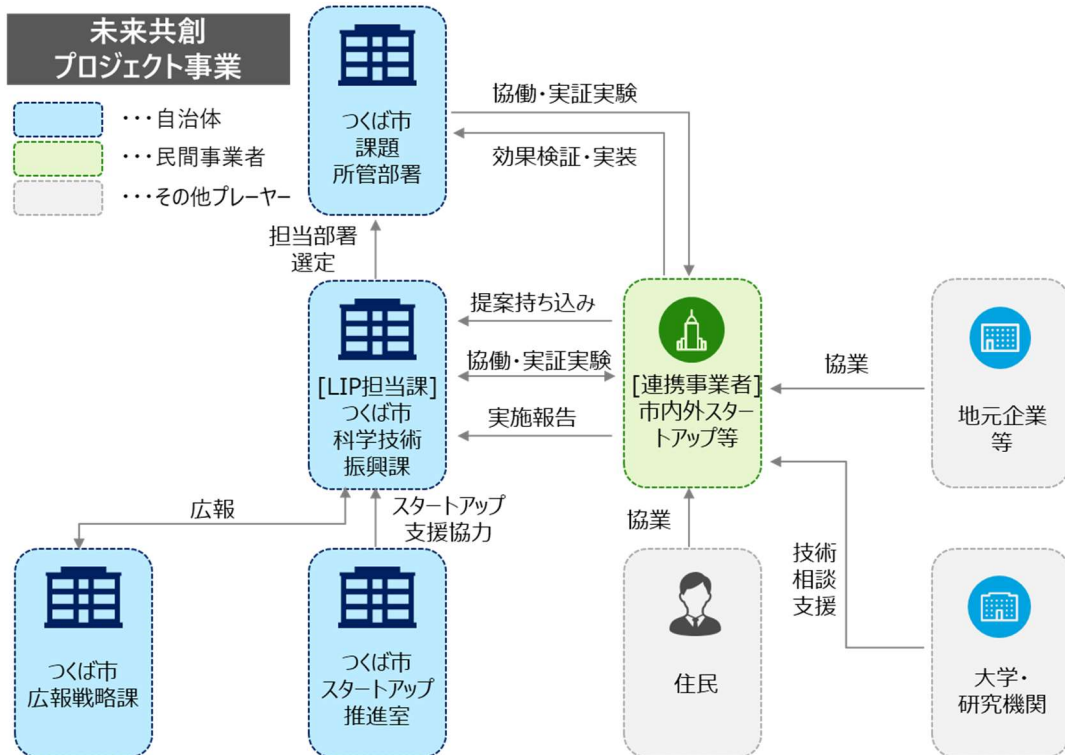 未来共創
プロジェクト事業
・・・自治体
・・・民間事業者
・・・その他プレーヤー
つくば市
課題
所管部署
協働・実証実験
効果検証・実装
担当部署
選定
[LIP担当課]
つくば市
科学技術
振興課
提案持ち込み
協働・実証実験
実施報告
[連携事業者]
市内外スター
トアップ等
協業
地元企業
等
広報
スタートアップ
支援協力
協業
技術
相談
支援
つくば市
広報戦略課
つくば市
スタートアップ
推進室
住民
大学・
研究機関